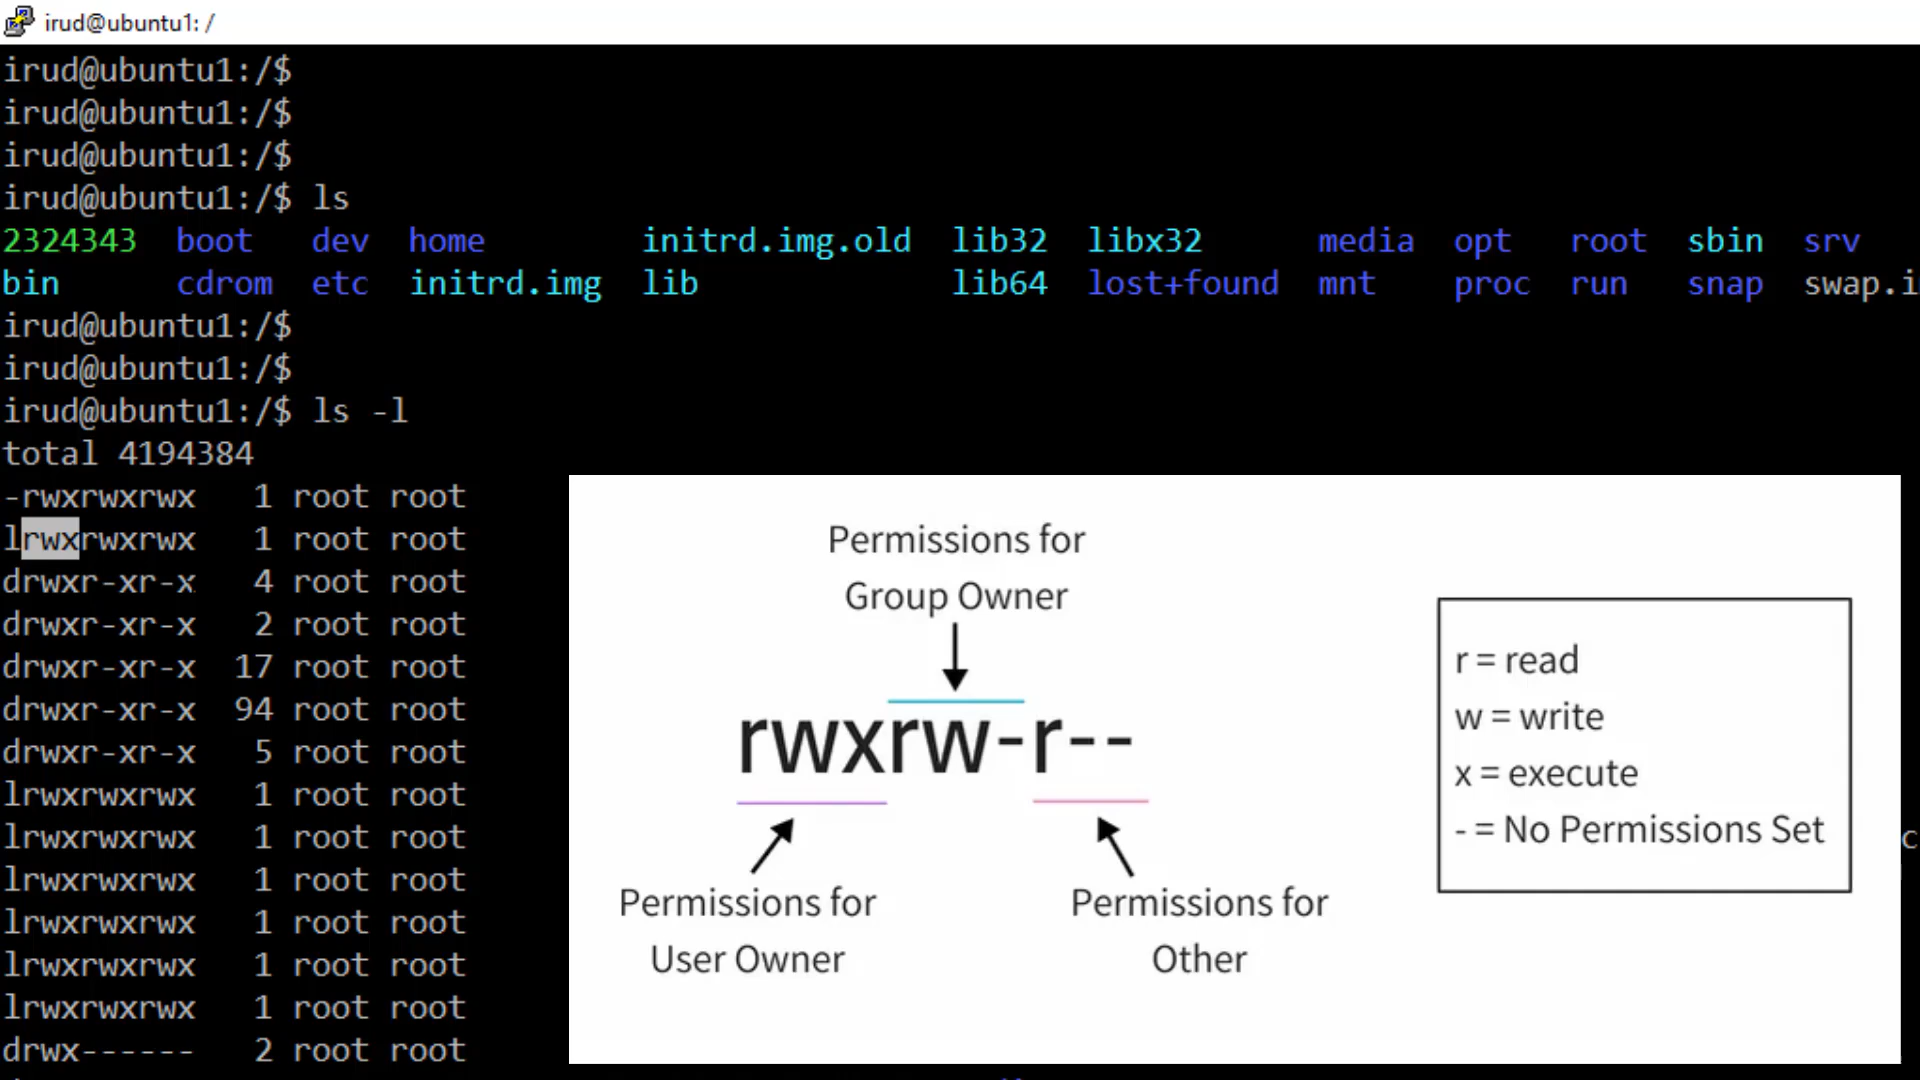 irud@ubuntu1: /
irud@ubuntu1:/$
irud@ubuntu1:/$
irud@ubuntu1:/$
irud@ubuntu1:/$ ls
2324343 boot dev home initrd.img.old lib32 libx32 media opt root sbin srv
bin cdrom etc initrd.img lib lib64 lost+found mnt proc run snap swap.i
irud@ubuntu1:/$
irud@ubuntu1:/$
irud@ubuntu1:/$ ls -l
total 4194384
-rwxrwxrwx 1 root root
lrwxrwxrwx 1 root root
drwxr-xr-x 4 root root
drwxr-xr-x 2 root root
drwxr-xr-x 17 root root
drwxr-xr-x 94 root root
drwxr-xr-x 5 root root
lrwxrwxrwx 1 root root
lrwxrwxrwx 1 root root
lrwxrwxrwx 1 root root
lrwxrwxrwx 1 root root
lrwxrwxrwx 1 root root
lrwxrwxrwx 1 root root
drwx------ 2 root root
Permissions for
Group Owner
rwxrw-r--
Permissions for
User Owner
Permissions for
Other
r = read
w = write
x = execute
- = No Permissions Set
c